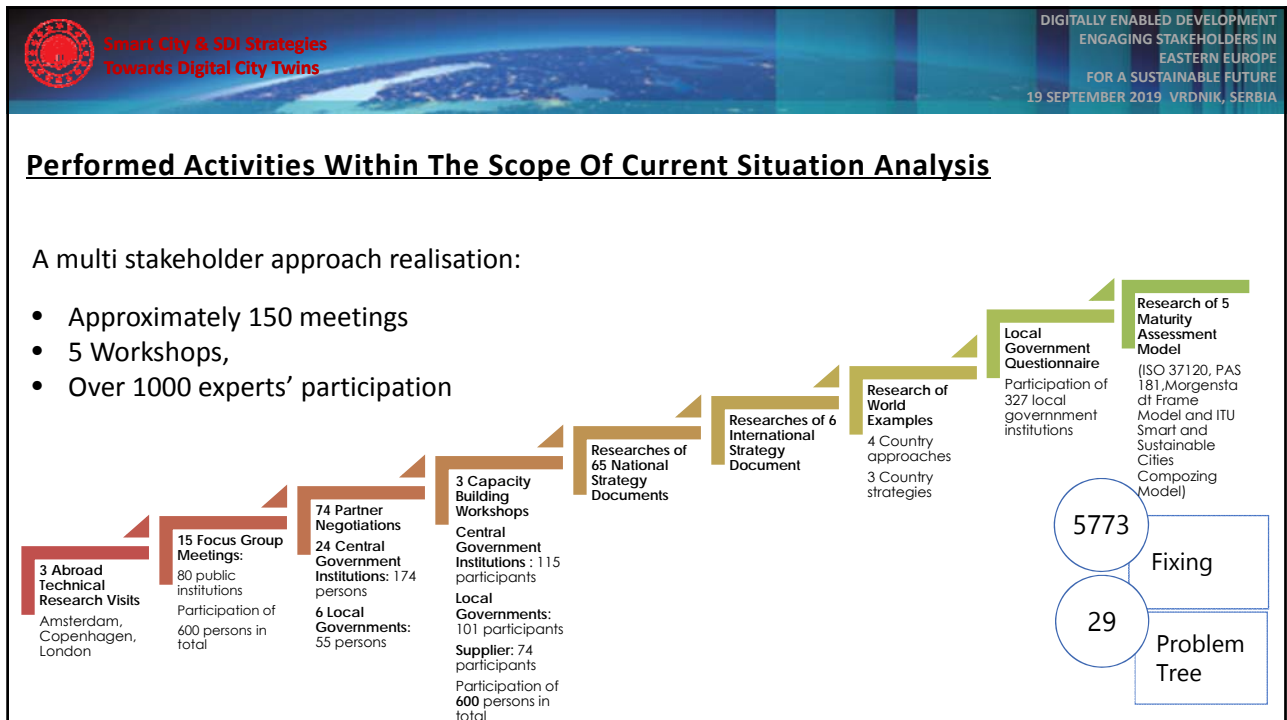 Smart City & SDI Strategies
Towards Digital City Twins
DIGITALLY ENABLED DEVELOPMENT
ENGAGING STAKEHOLDERS IN
EASTERN EUROPE
FOR A SUSTAINABLE FUTURE
19 SEPTEMBER 2019 VRDNIK, SERBIA
Performed Activities Within The Scope Of Current Situation Analysis
A multi stakeholder approach realisation:
• Approximately 150 meetings
• 5 Workshops,
• Over 1000 experts’ participation
3 Abroad
Technical
Research Visits
Amsterdam,
Copenhagen,
London
15 Focus Group
Meetings:
80 public
institutions
Participation of
600 persons in
total
74 Partner
Negotiations
24 Central
Government
Institutions: 174
persons
6 Local
Governments:
55 persons
3 Capacity
Building
Workshops
Central
Government
Institutions : 115
participants
Local
Governments:
101 participants
Supplier: 74
participants
Participation of
600 persons in
total
Researches of
65 National
Strategy
Documents
Researches of 6
International
Strategy
Document
Research of
World
Examples
4 Country
approaches
3 Country
strategies
Local
Government
Questionnaire
Participation of
327 local
governnment
institutions
Research of 5
Maturity
Assessment
Model
(ISO 37120, PAS
181,Morgensta
dt Frame
Model and ITU
Smart and
Sustainable
Cities
Compozing
Model)
5773
Fixing
29
Problem
Tree